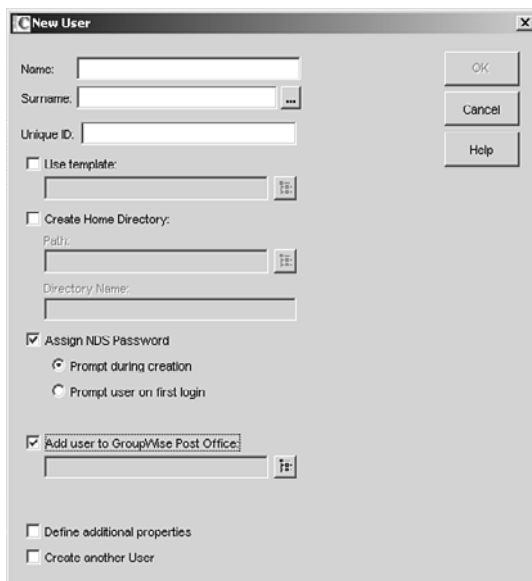 New User
Name:
OK
Surname:
...
Cancel
Unique ID:
Help
Use template:
Create Home Directory:
Path:
Directory Name:
Assign NDS Password
Prompt during creation
Prompt user on first login
Add user to GroupWise Post Office:
Define additional properties
Create another User